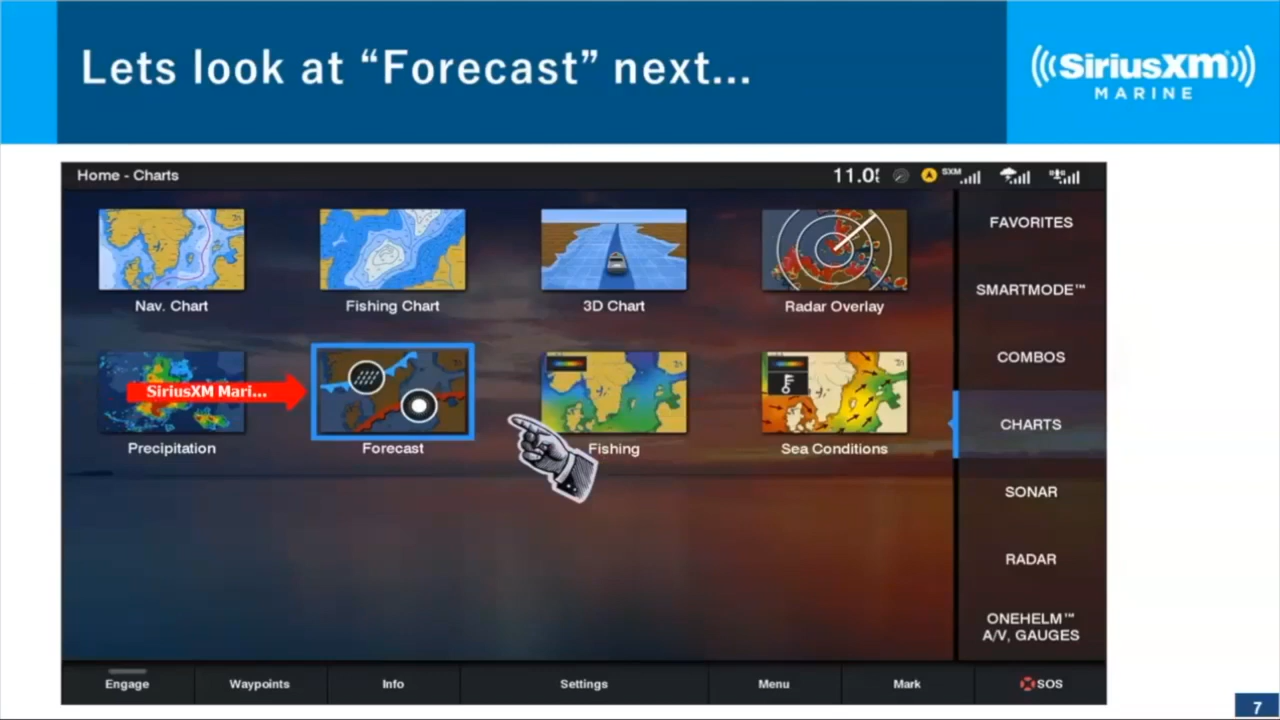 Lets look at “Forecast” next...
SiriusXM
MARINE
Home - Charts
11.0
SXM
FAVORITES
Nav. Chart
Fishing Chart
3D Chart
Radar Overlay
SMARTMODE™
COMBOS
SiriusXM Mari...
CHARTS
Precipitation
Forecast
Fishing
Sea Conditions
SONAR
RADAR
ONEHELM™
A/V, GAUGES
Engage
Waypoints
Info
Settings
Menu
Mark
SOS
7